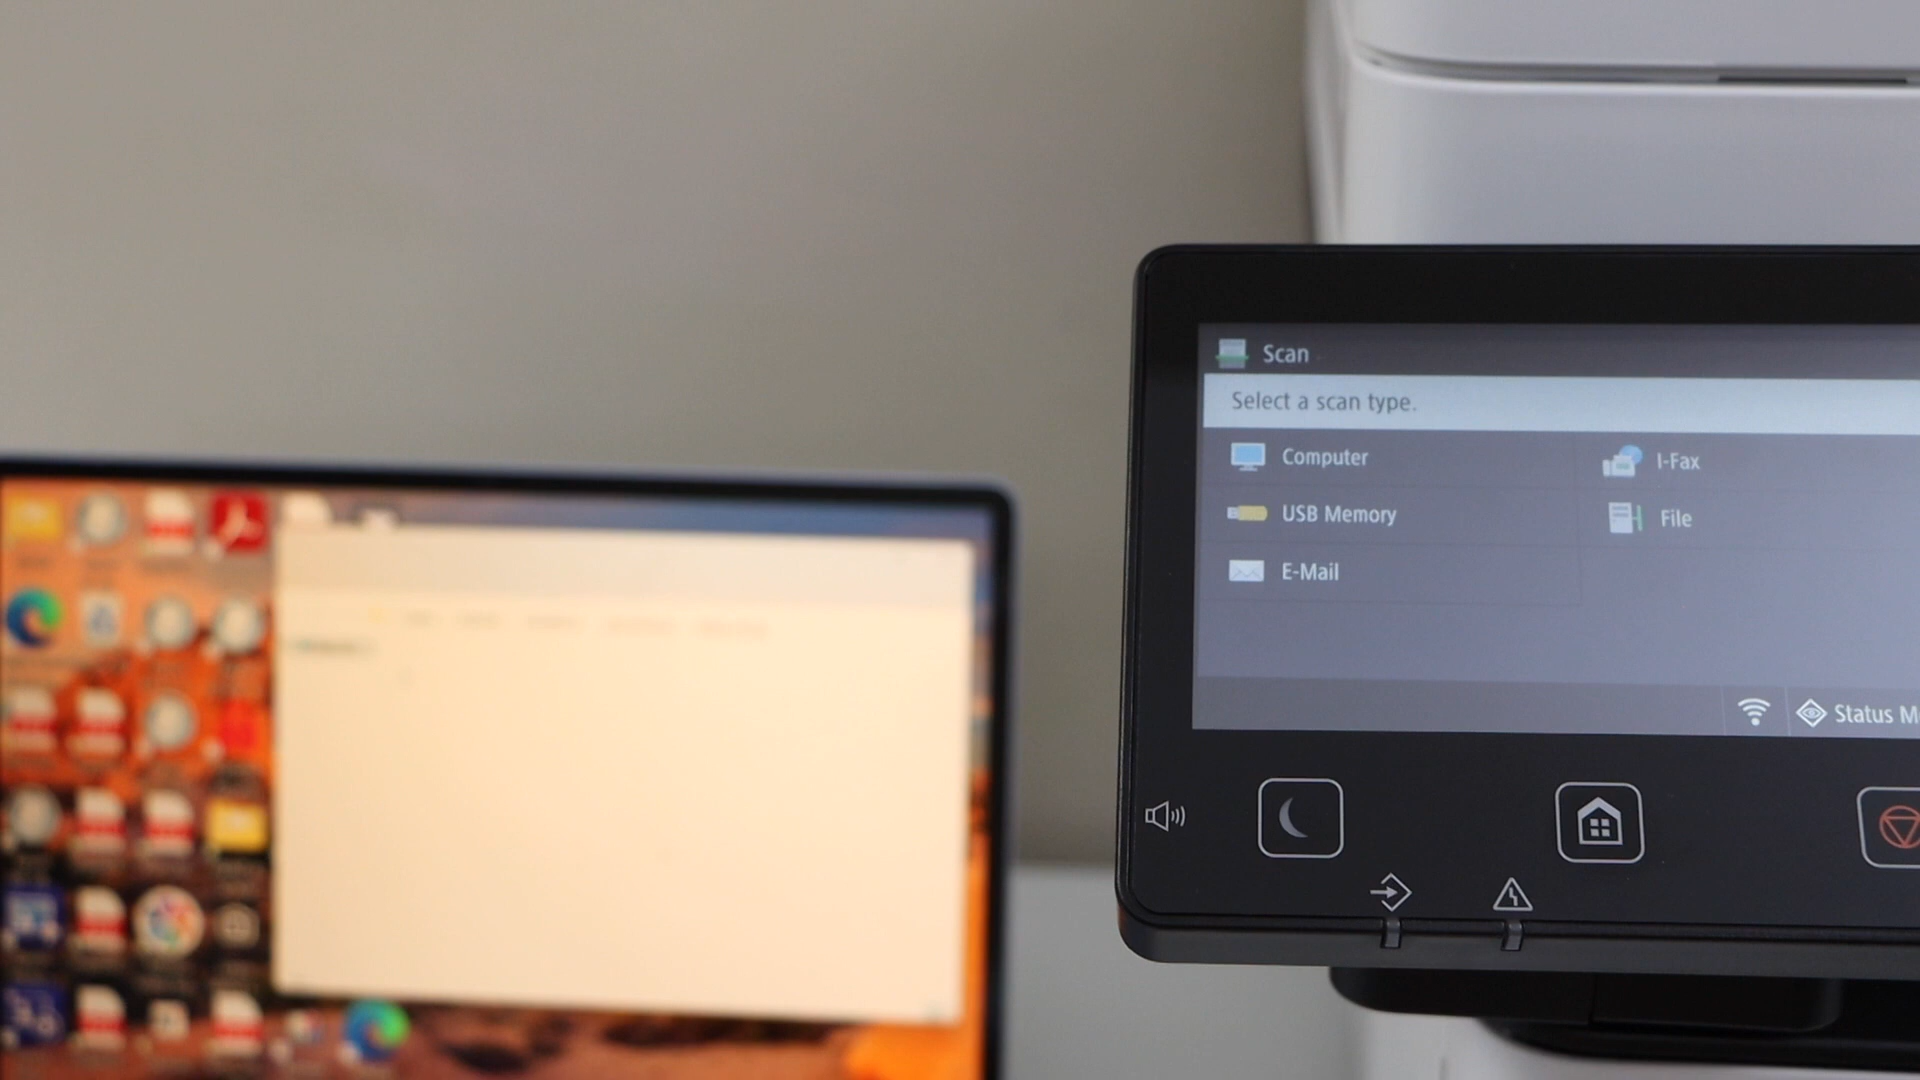 Scan
Select a scan type.
Computer
I-Fax
USB Memory
File
E-Mail
Status M